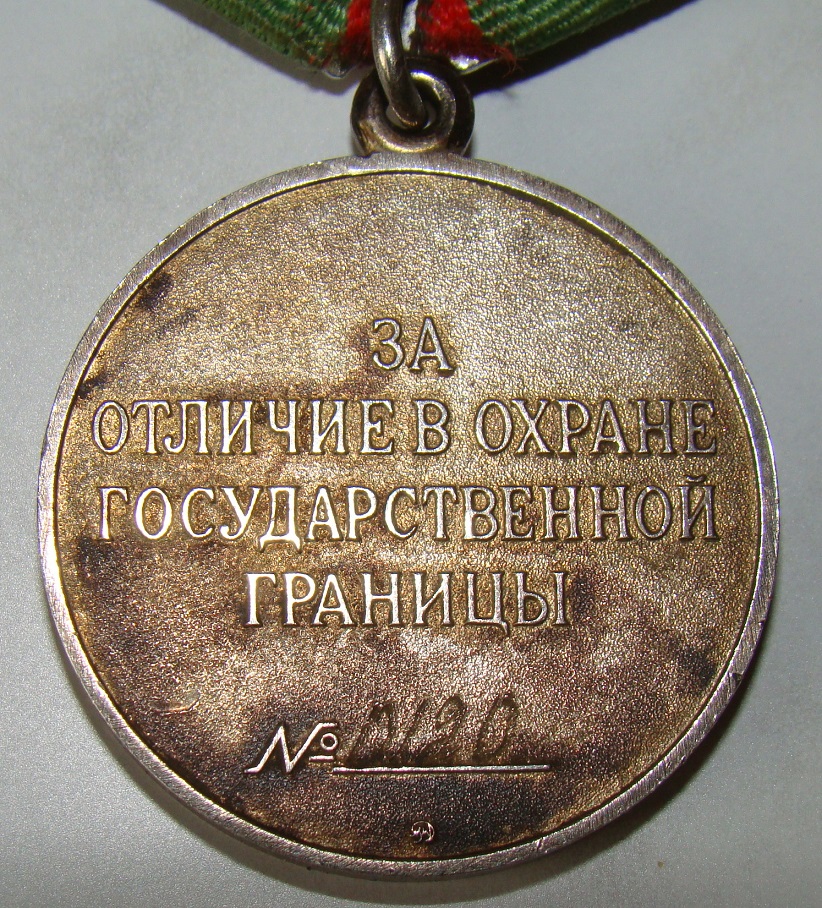 ЗА
ОТЛИЧИЕ В ОХРАНЕ
ГОСУДАРСТВЕННОЙ
ГРАНИЦЫ
№